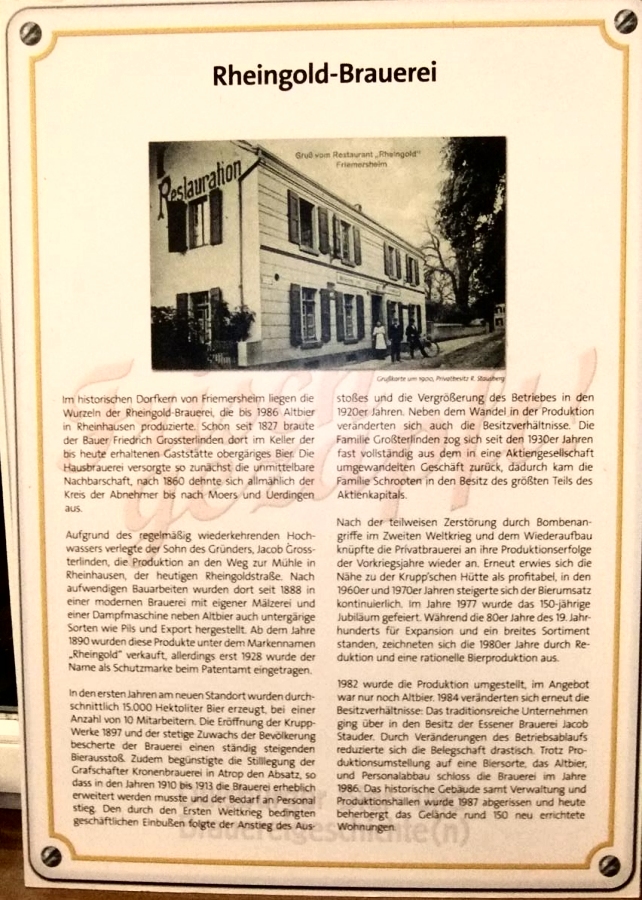 Rheingold-Brauerei
Restauration
Gruß vom Restaurant „Rheingold"
Friemersheim
Grußkarte um 1900, Privatbesitz R. Stausberg
Im historischen Dorfkern von Friemersheim liegen die
Wurzeln der Rheingold-Brauerei, die bis 1986 Altbier
in Rheinhausen produzierte. Schon seit 1827 braute
der Bauer Friedrich Grossterlinden dort im Keller der
bis heute erhaltenen Gaststätte obergäriges Bier. Die
Hausbrauerei versorgte so zunächst die unmittelbare
Nachbarschaft, nach 1860 dehnte sich allmählich der
Kreis der Abnehmer bis nach Moers und Uerdingen
aus.
Aufgrund des regelmäßig wiederkehrenden Hoch-
wassers verlegte der Sohn des Gründers, Jacob Gross-
terlinden, die Produktion an den Weg zur Mühle in
Rheinhausen, der heutigen Rheingoldstraße. Nach
aufwendigen Bauarbeiten wurden dort seit 1888 in
einer modernen Brauerei mit eigener Mälzerei und
einer Dampfmaschine neben Altbier auch untergärige
Sorten wie Pils und Export hergestellt. Ab dem Jahre
1890 wurden diese Produkte unter dem Markennamen
„Rheingold" verkauft, allerdings erst 1928 wurde der
Name als Schutzmarke beim Patentamt eingetragen.
In den ersten Jahren am neuen Standort wurden durch-
schnittlich 15.000 Hektoliter Bier erzeugt, bei einer
Anzahl von 10 Mitarbeitern. Die Eröffnung der Krupp-
Werke 1897 und der stetige Zuwachs der Bevölkerung
bescherte der Brauerei einen ständig steigenden
Bierausstoß. Zudem begünstigte die Stilllegung der
Grafschafter Kronenbrauerei in Atrop den Absatz, so
dass in den Jahren 1910 bis 1913 die Brauerei erheblich
erweitert werden musste und der Bedarf an Personal
stieg. Den durch den Ersten Weltkrieg bedingten
geschäftlichen Einbußen folgte der Anstieg des Aus-
stoßes und die Vergrößerung des Betriebes in den
1920er Jahren. Neben dem Wandel in der Produktion
veränderten sich auch die Besitzverhältnisse. Die
Familie Großterlinden zog sich seit den 1930er Jahren
fast vollständig aus dem in eine Aktiengesellschaft
umgewandelten Geschäft zurück, dadurch kam die
Familie Schrooten in den Besitz des größten Teils des
Aktienkapitals.
Nach der teilweisen Zerstörung durch Bombenan-
griffe im Zweiten Weltkrieg und dem Wiederaufbau
knüpfte die Privatbrauerei an ihre Produktionserfolge
der Vorkriegsjahre wieder an. Erneut erwies sich die
Nähe zu der Krupp'schen Hütte als profitabel, in den
1960er und 1970er Jahren steigerte sich der Bierumsatz
kontinuierlich. Im Jahre 1977 wurde das 150-jährige
Jubiläum gefeiert. Während die 80er Jahre des 19. Jahr-
hunderts für Expansion und ein breites Sortiment
standen, zeichneten sich die 1980er Jahre durch Re-
duktion und eine rationelle Bierproduktion aus.
1982 wurde die Produktion umgestellt, im Angebot
war nur noch Altbier. 1984 veränderten sich erneut die
Besitzverhältnisse: Das traditionsreiche Unternehmen
ging über in den Besitz der Essener Brauerei Jacob
Stauder. Durch Veränderungen des Betriebsablaufs
reduzierte sich die Belegschaft drastisch. Trotz Pro-
duktionsumstellung auf eine Biersorte, das Altbier,
und Personalabbau schloss die Brauerei im Jahre
1986. Das historische Gebäude samt Verwaltung und
Produktionshallen wurde 1987 abgerissen und heute
beherbergt das Gelände rund 150 neu errichtete
Wohnungen.
Brauereigeschichte(n)